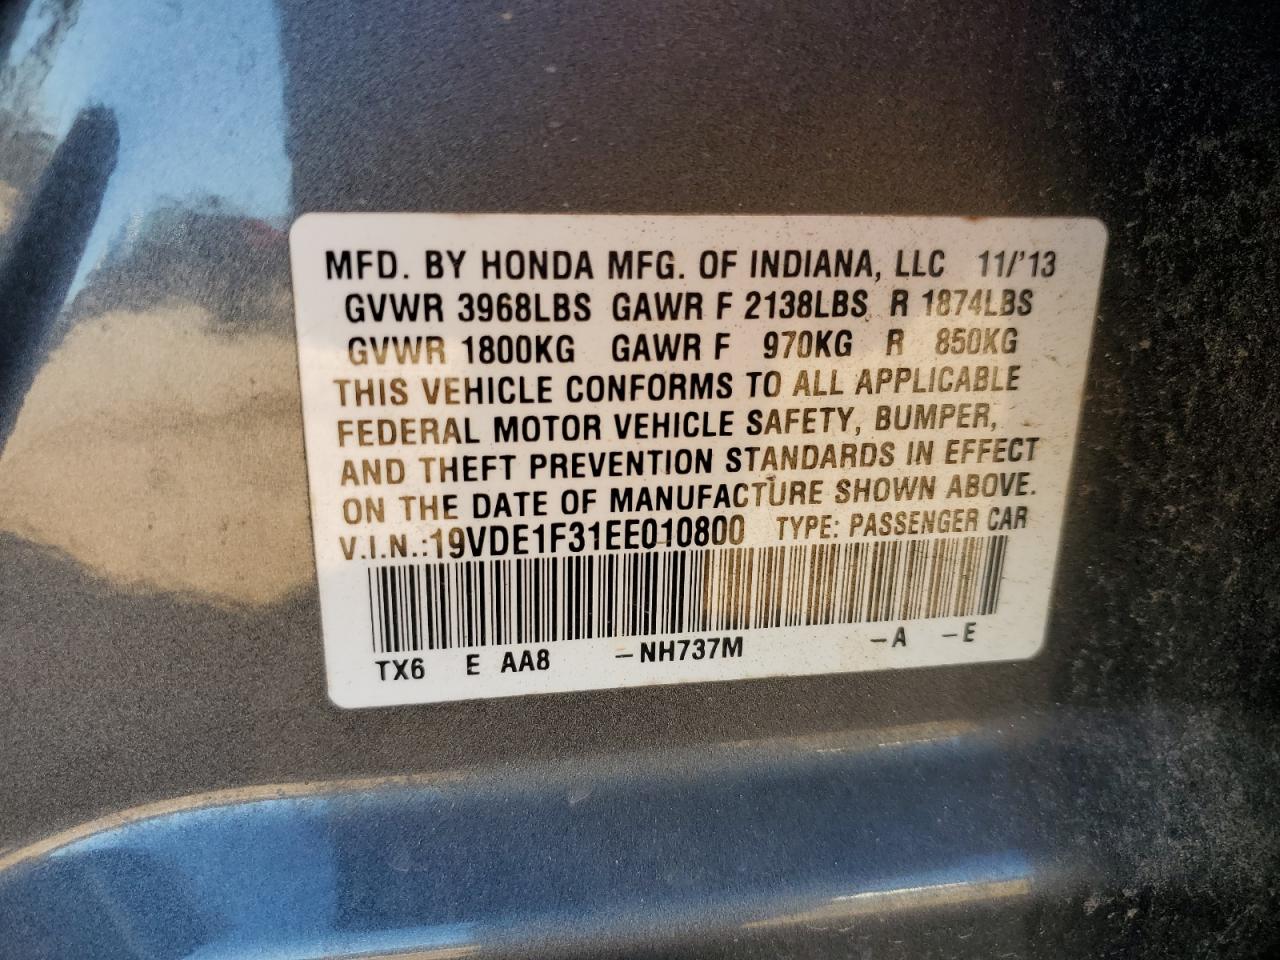 MFD. BY HONDA MFG. OF INDIANA, LLC 11/'13
GVWR 3968LBS GAWR F 2138LBS R 1874LBS
GVWR 1800KG GAWR F 970KG R 850KG
THIS VEHICLE CONFORMS TO ALL APPLICABLE
FEDERAL MOTOR VEHICLE SAFETY, BUMPER,
AND THEFT PREVENTION STANDARDS IN EFFECT
ON THE DATE OF MANUFACTURE SHOWN ABOVE.
V.I.N.:19VDE1F31EE010800 TYPE: PASSENGER CAR
TX6 E AA8 –NH737M –A –E